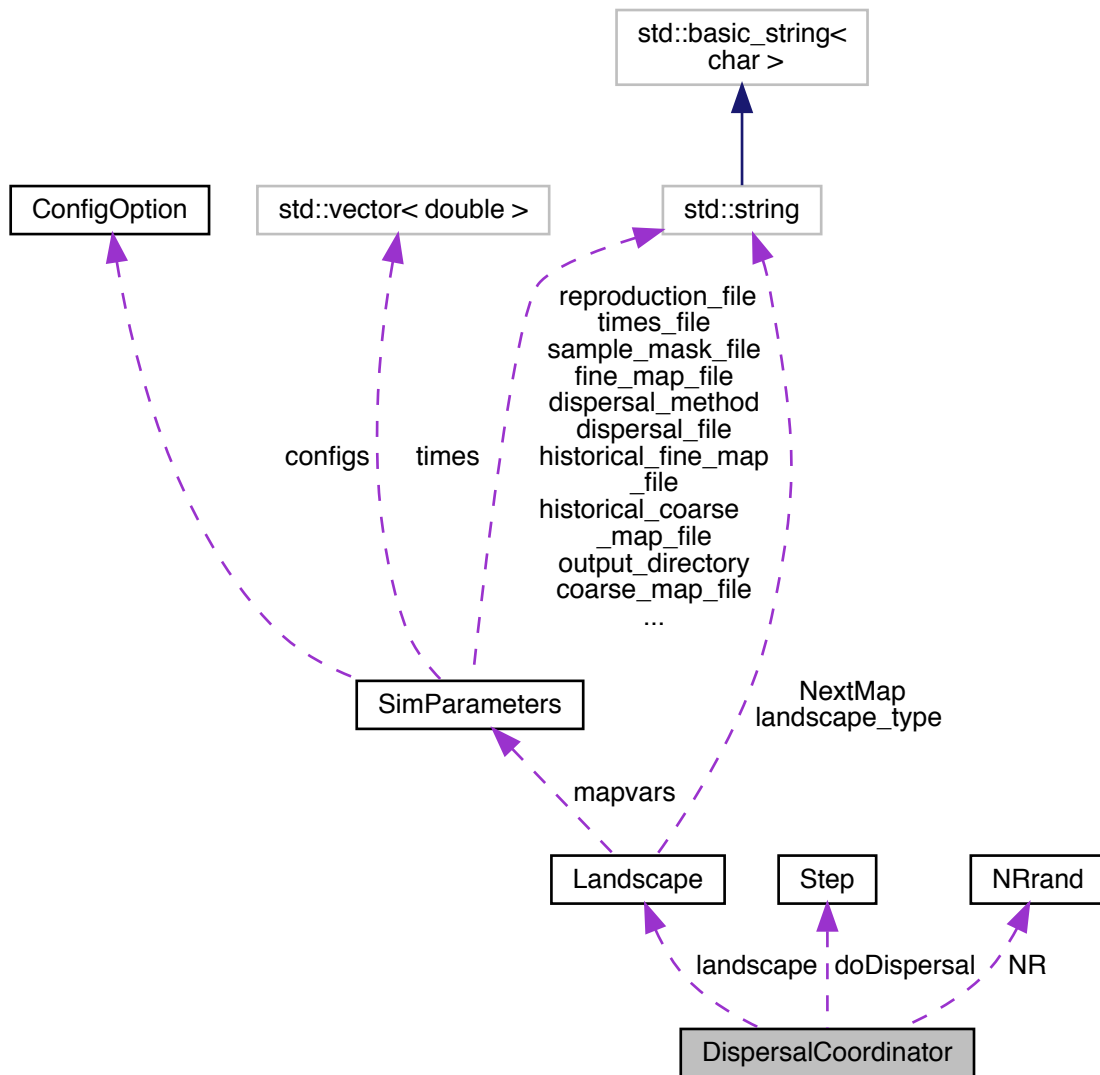 std::basic_string<
char >
ConfigOption
std::vector< double >
std::string
reproduction_file
times_file
sample_mask_file
fine_map_file
dispersal_method
dispersal_file
historical_fine_map
_file
historical_coarse
_map_file
output_directory
coarse_map_file
...
configs
times
SimParameters
NextMap
landscape_type
mapvars
Landscape
Step
NRrand
landscape
doDispersal
NR
DispersalCoordinator